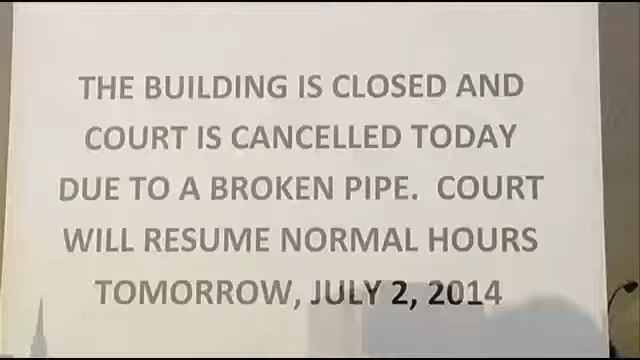 THE BUILDING IS CLOSED AND
COURT IS CANCELLED TODAY
DUE TO A BROKEN PIPE.  COURT
WILL RESUME NORMAL HOURS
TOMORROW, JULY 2, 2014